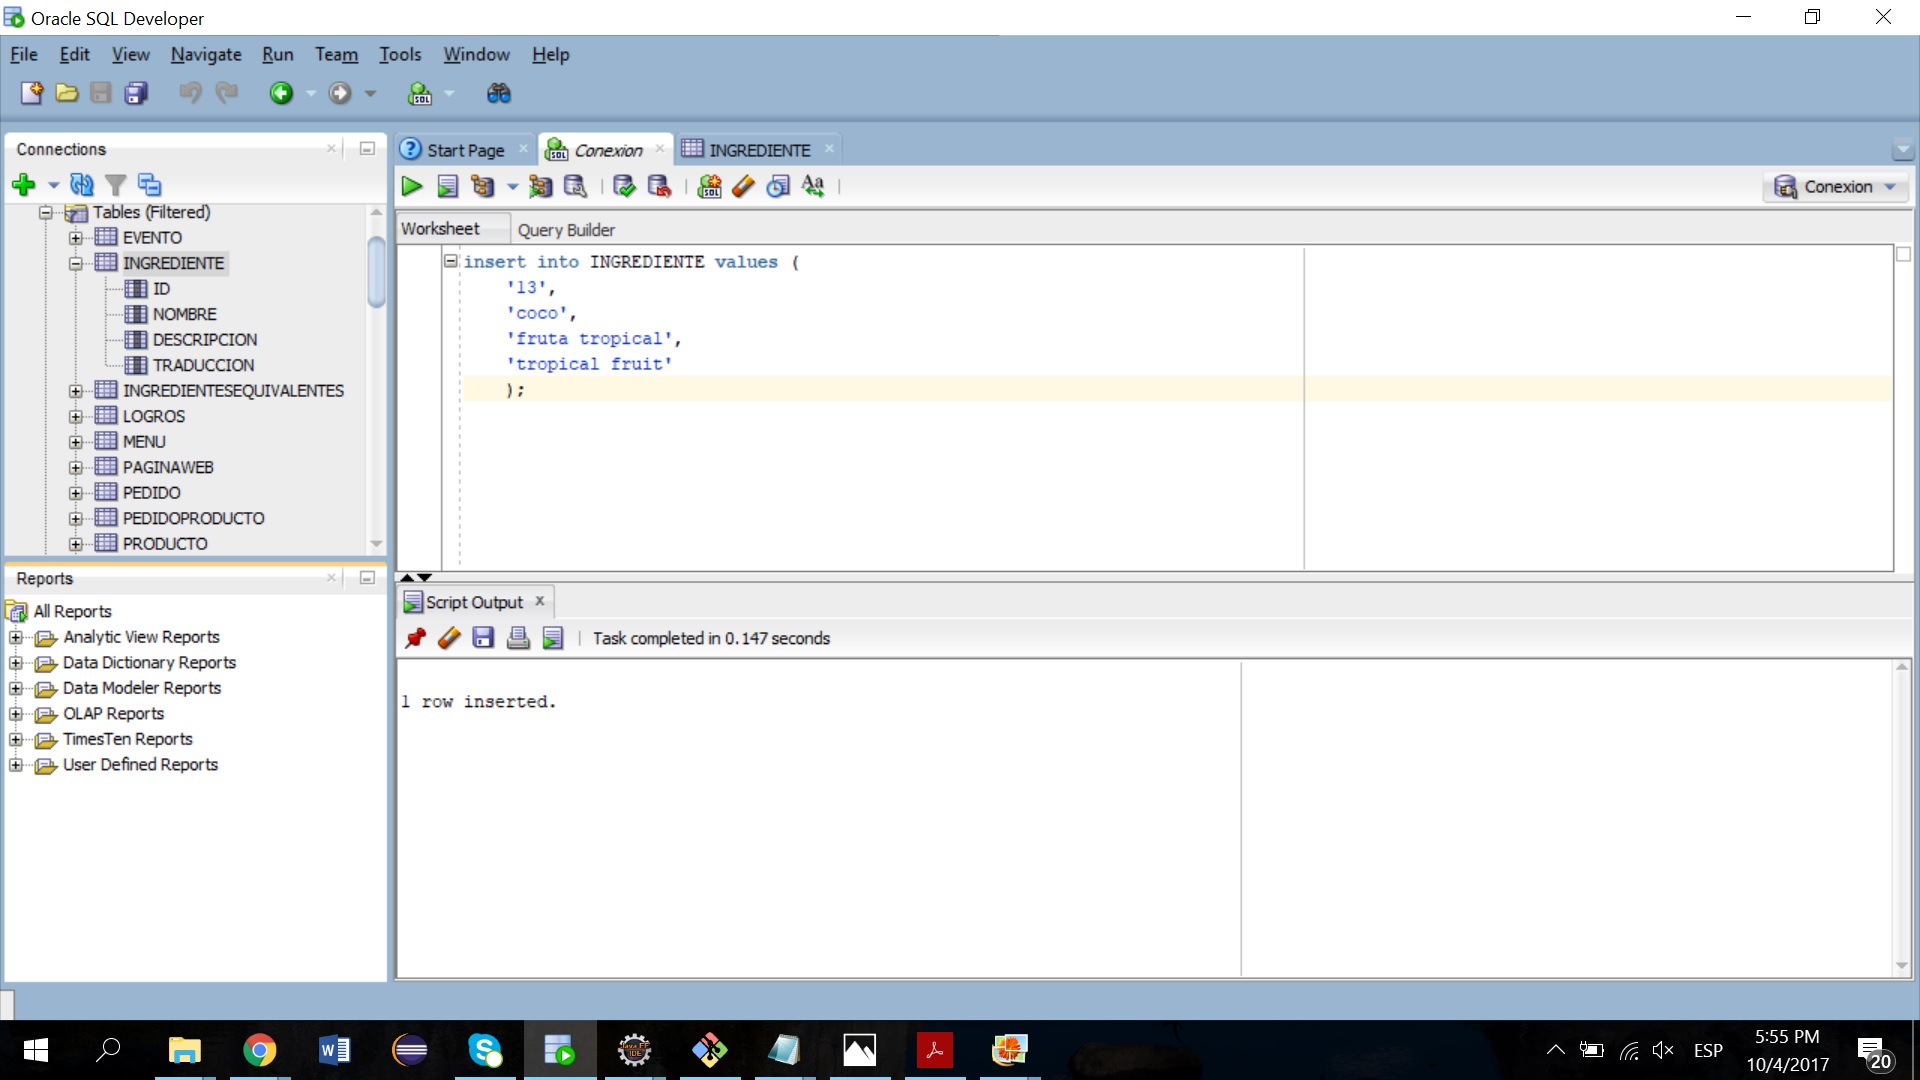 Oracle SQL Developer
File Edit View Navigate Run Team Tools Window Help
Connections
Tables (Filtered)
EVENTO
INGREDIENTE
ID
NOMBRE
DESCRIPCION
TRADUCCION
INGREDIENTESEQUIVALENTES
LOGROS
MENU
PAGINAWEB
PEDIDO
PEDIDOPRODUCTO
PRODUCTO
Reports
All Reports
Analytic View Reports
Data Dictionary Reports
Data Modeler Reports
OLAP Reports
TimesTen Reports
User Defined Reports
Start Page Conexion INGREDIENTE
Conexion
Worksheet Query Builder
insert into INGREDIENTE values (
'13',
'coco',
'fruta tropical',
'tropical fruit'
);
Script Output
Task completed in 0.147 seconds
1 row inserted.
ESP
5:55 PM
10/4/2017
20